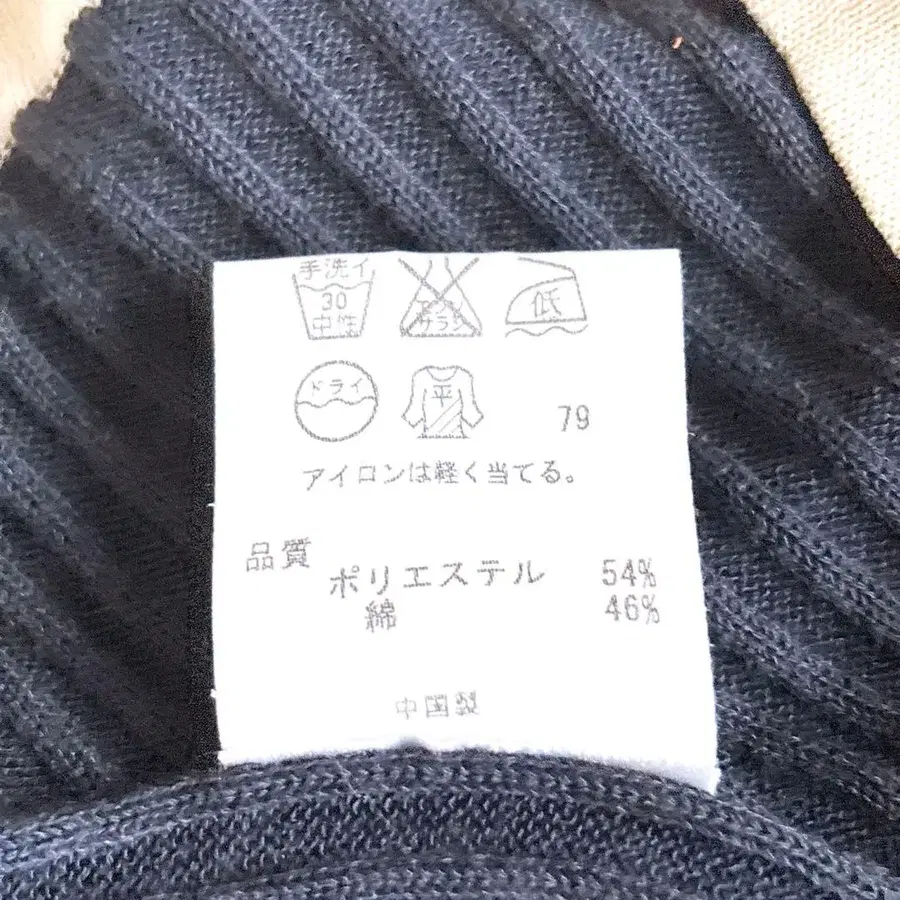 手洗イ
30
中性
エンソ
サラシ
低
ドライ
平
79
アイロンは軽く当てる。
品質
ポリエステル 54%
綿 46%
中国製